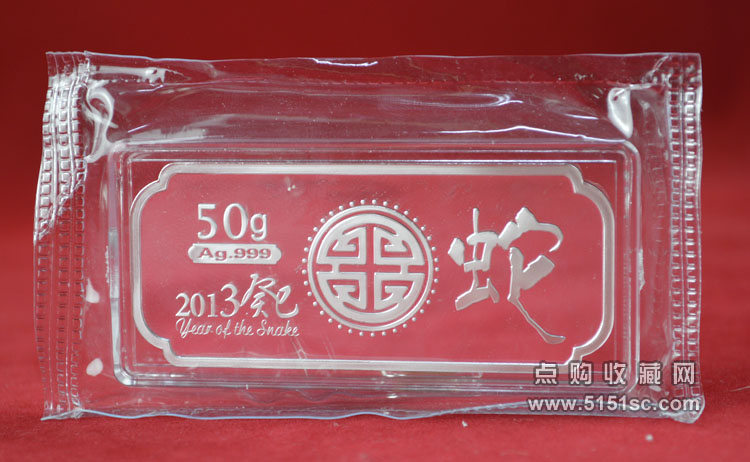 50g
Ag.999
2013癸巳
Year of the Snake
蛇
点购收藏网
www.5151sc.com